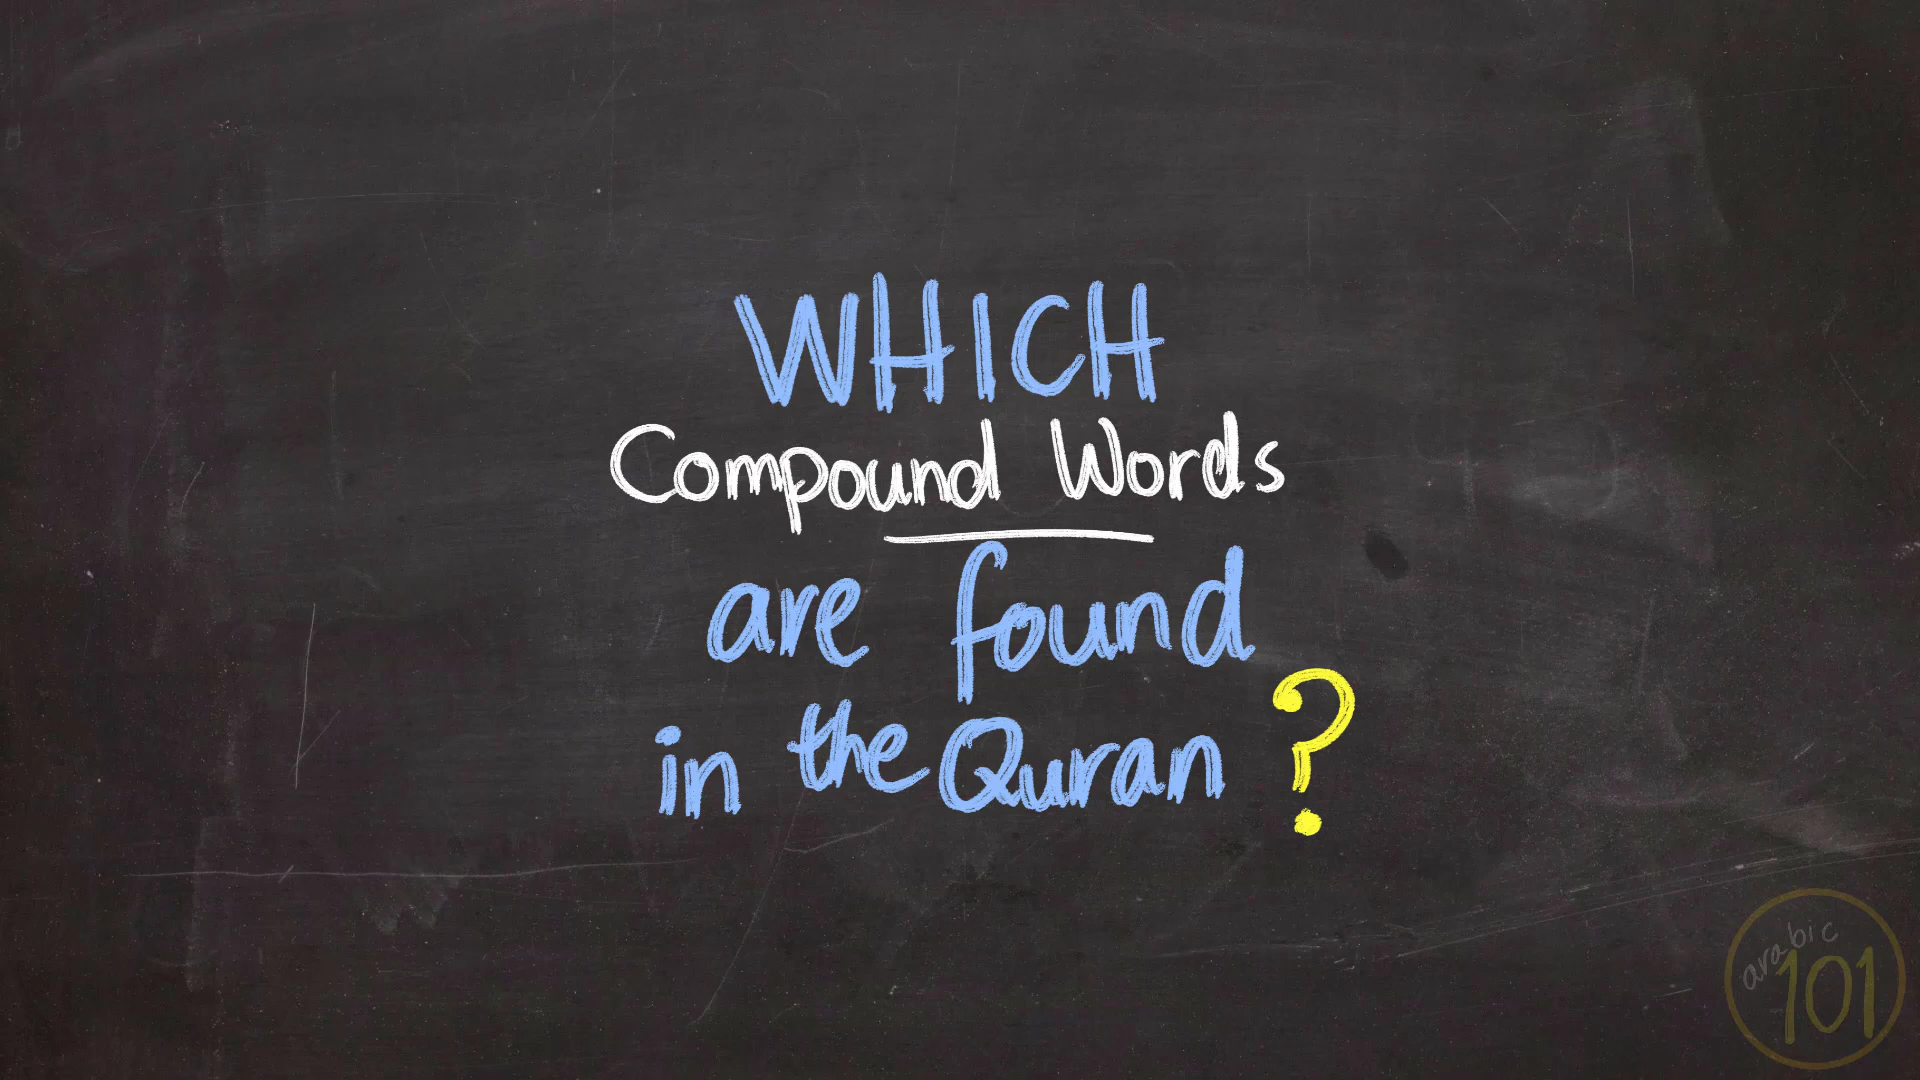 WHICH
Compound Words
are found
in the Quran ?
arabic
101